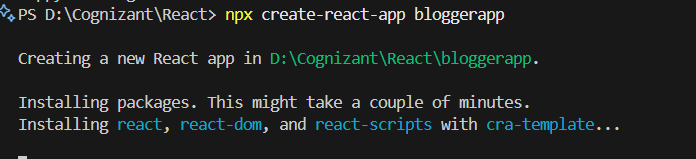 PS D:\Cognizant\React> npx create-react-app bloggerapp
Creating a new React app in D:\Cognizant\React\bloggerapp.
Installing packages. This might take a couple of minutes.
Installing react, react-dom, and react-scripts with cra-template...